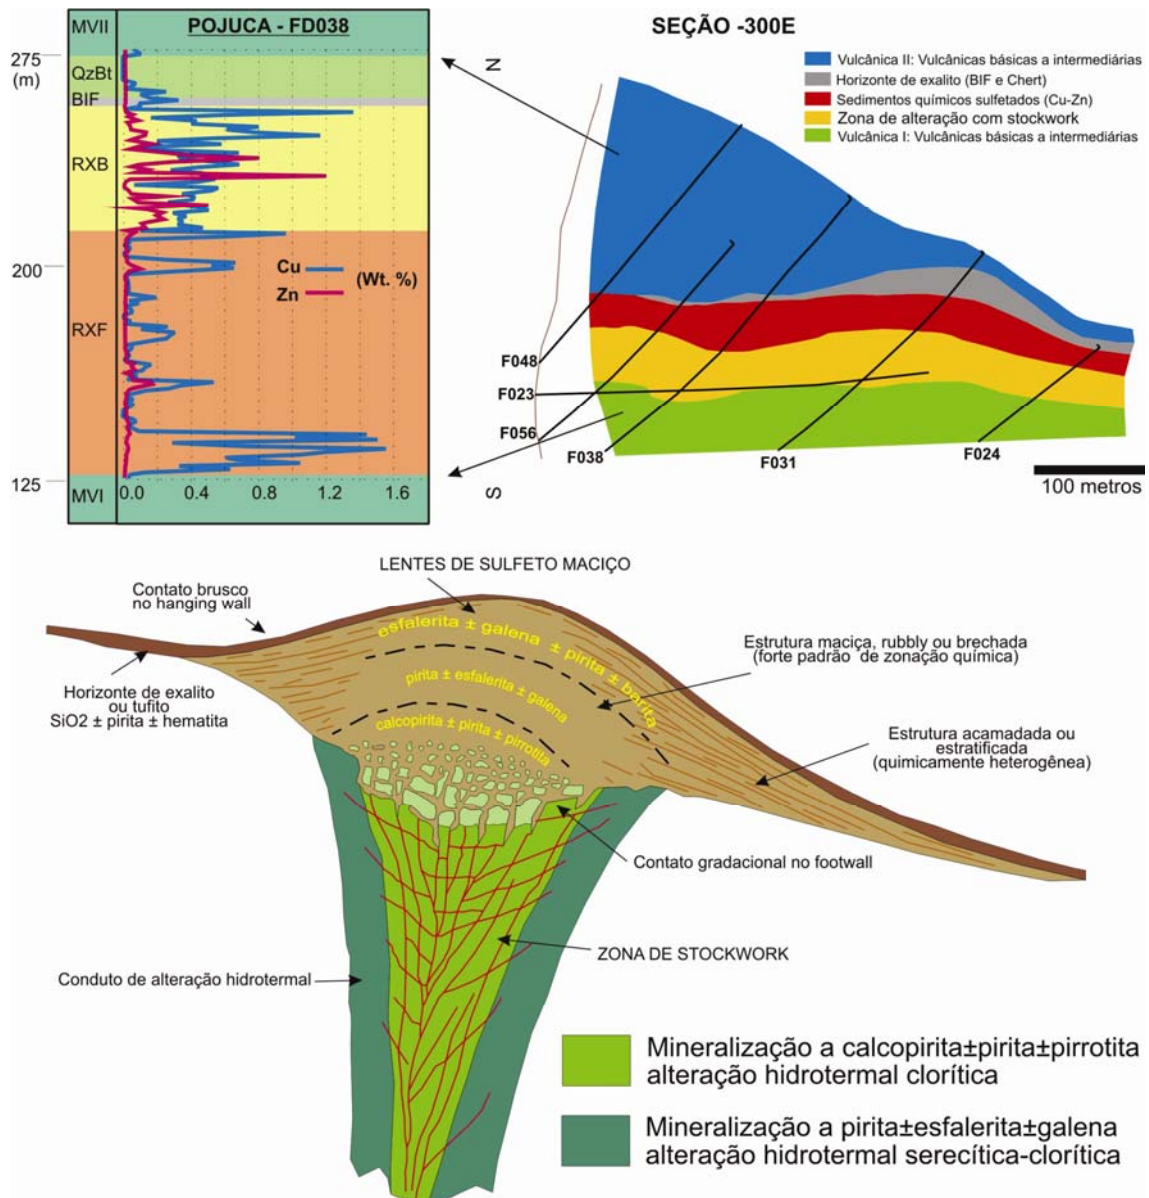 POJUCA - FD038
MVII
275
(m)
QzBt
BIF
RXB
200
RXF
125
MVI
Cu
Zn
(Wt. %)
0.0 0.4 0.8 1.2 1.6
SEÇÃO -300E
Vulcânica II: Vulcânicas básicas a intermediárias
Horizonte de exalito (BIF e Chert)
Sedimentos químicos sulfetados (Cu-Zn)
Zona de alteração com stockwork
Vulcânica I: Vulcânicas básicas a intermediárias
N
F048
F023
F056
F038
F031
F024
S
100 metros
LENTES DE SULFETO MACIÇO
Contato brusco
no hanging wall
esfalerita ± galena ± pirita ± barita
Estrutura maciça, rubbly ou brechada
(forte padrão de zonação química)
pirita ± esfalerita ± galena
Horizonte de exalito
ou tufito
SiO2 ± pirita ± hematita
calcopirita ± pirita ± pirrotita
Estrutura acamadada ou
estratificada
(quimicamente heterogênea)
Contato gradacional no footwall
ZONA DE STOCKWORK
Conduto de alteração hidrotermal
Mineralização a calcopirita±pirita±pirrotita
alteração hidrotermal clorítica
Mineralização a pirita±esfalerita±galena
alteração hidrotermal serecítica-clorítica